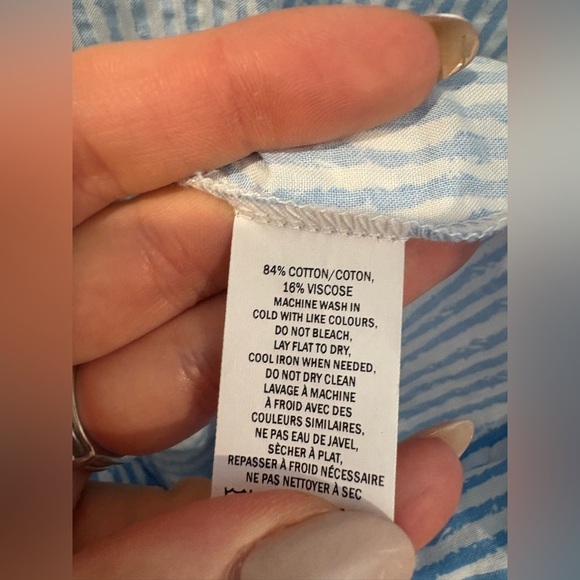 84% COTTON/COTON,
16% VISCOSE
MACHINE WASH IN
COLD WITH LIKE COLOURS,
DO NOT BLEACH,
LAY FLAT TO DRY,
COOL IRON WHEN NEEDED,
DO NOT DRY CLEAN
LAVAGE À MACHINE
À FROID AVEC DES
COULEURS SIMILAIRES,
NE PAS EAU DE JAVEL,
SÈCHER À PLAT,
REPASSER À FROID NÉCESSAIRE
NE PAS NETTOYER À SEC